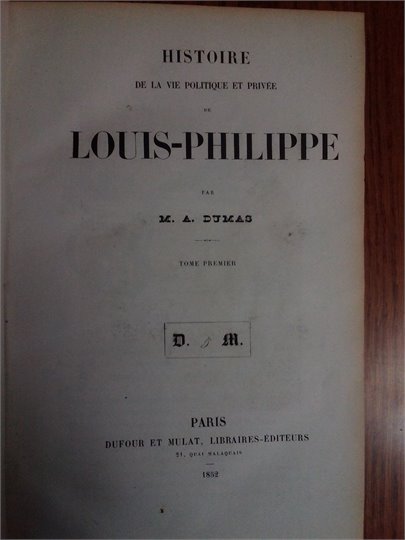 HISTOIRE
DE LA VIE POLITIQUE ET PRIVÉE
DE
LOUIS-PHILIPPE
PAR
M. A. DUMAS
TOME PREMIER
D. M.
PARIS
DUFOUR ET MULAT, LIBRAIRES-ÉDITEURS
21, QUAI MALAQUAIS
1852